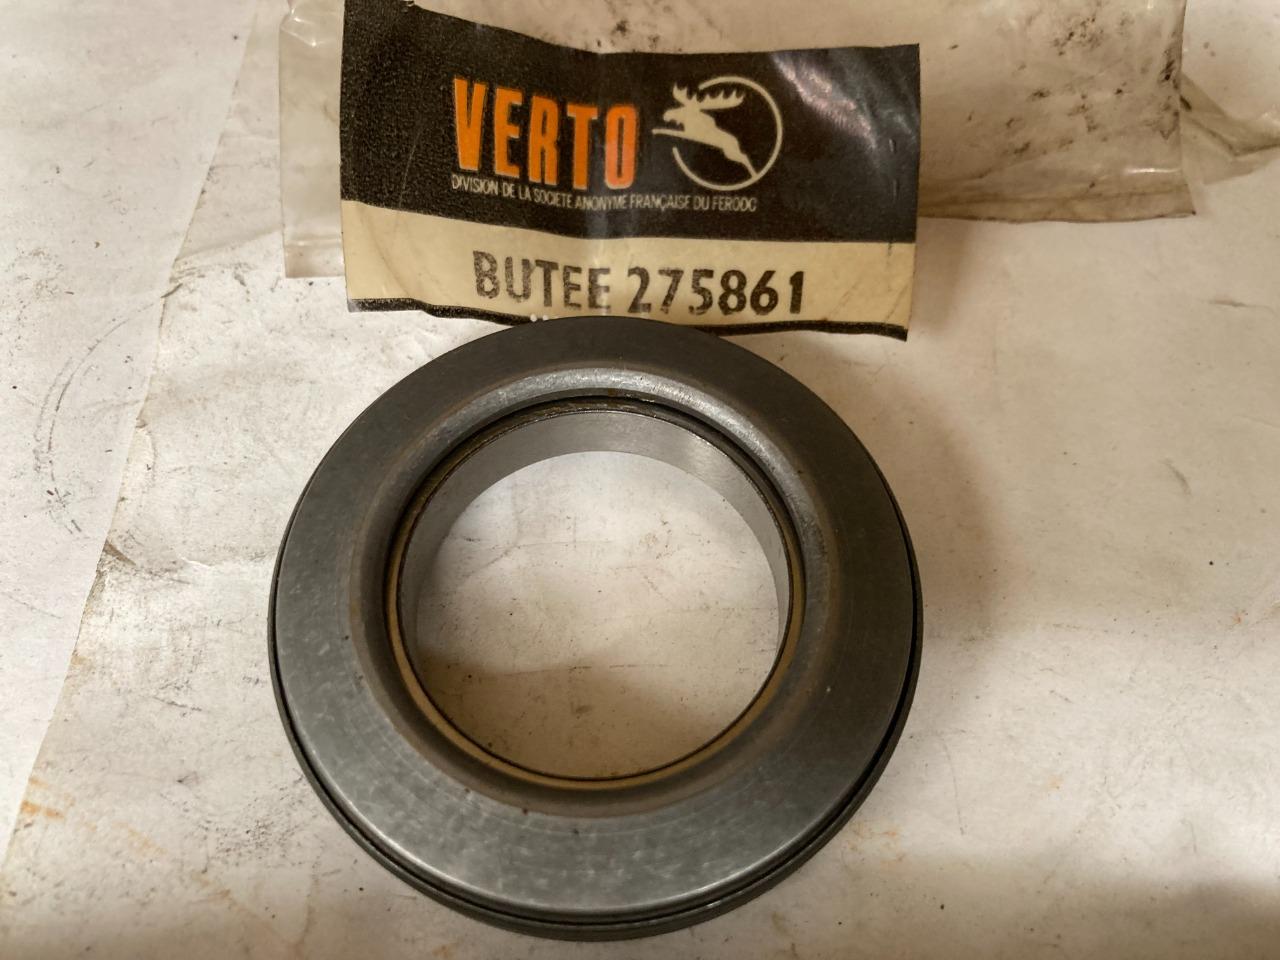 VERTO
DIVISION DE LA SOCIETE ANONYME FRANÇAISE DU FERODO
BUTEE 275861